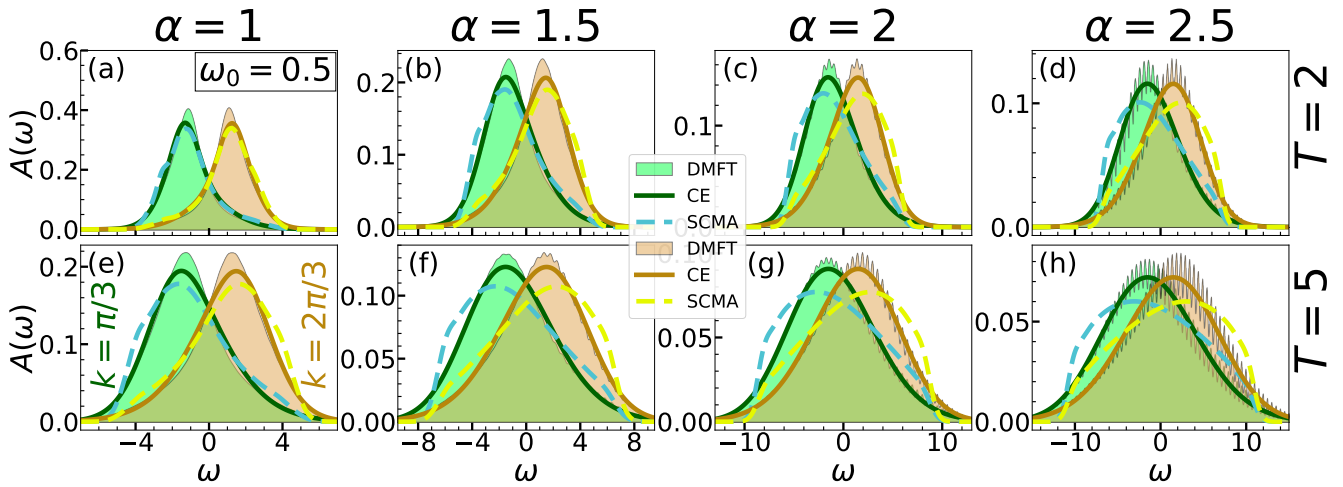 α = 1
α = 1.5
α = 2
α = 2.5
(a)
ω₀ = 0.5
(b)
(c)
(d)
A(ω)
0.6
0.4
0.2
0.0
0.2
0.1
0.0
0.1
0.1
0.0
T = 2
DMFT
CE
SCMA
DMFT
CE
SCMA
(e)
(f)
(g)
(h)
k = π/3
k = 2π/3
A(ω)
0.2
0.1
0.0
0.10
0.05
0.00
0.10
0.05
0.00
0.05
0.00
T = 5
−4 0 4
−8 −4 0 4 8
−10 0 10
−10 0 10
ω
ω
ω
ω